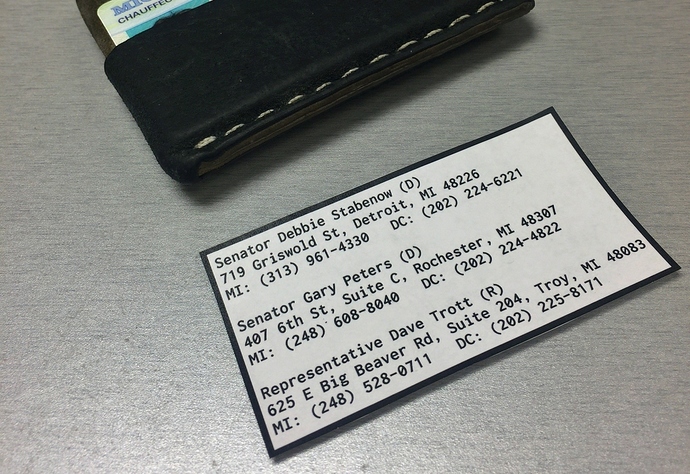 CHAUFFEU
Senator Debbie Stabenow (D)
719 Griswold St, Detroit, MI 48226
MI: (313) 961-4330 DC: (202) 224-6221
Senator Gary Peters (D)
407 6th St, Suite C, Rochester, MI 48307
MI: (248) 608-8040 DC: (202) 224-4822
Representative Dave Trott (R)
625 E Big Beaver Rd, Suite 204, Troy, MI 48083
MI: (248) 528-0711 DC: (202) 225-8171